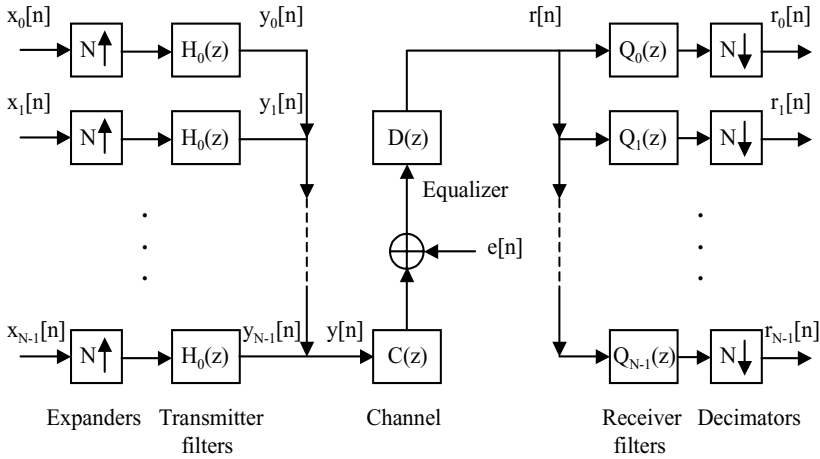 x0[n] y0[n] r[n] r0[n]
N H0(z) Q0(z) N
x1[n] y1[n] r1[n]
N H0(z) D(z) Q1(z) N
Equalizer
e[n]
xN-1[n] yN-1[n] y[n] rN-1[n]
N H0(z) C(z) QN-1(z) N
Expanders Transmitter Channel Receiver Decimators
filters filters